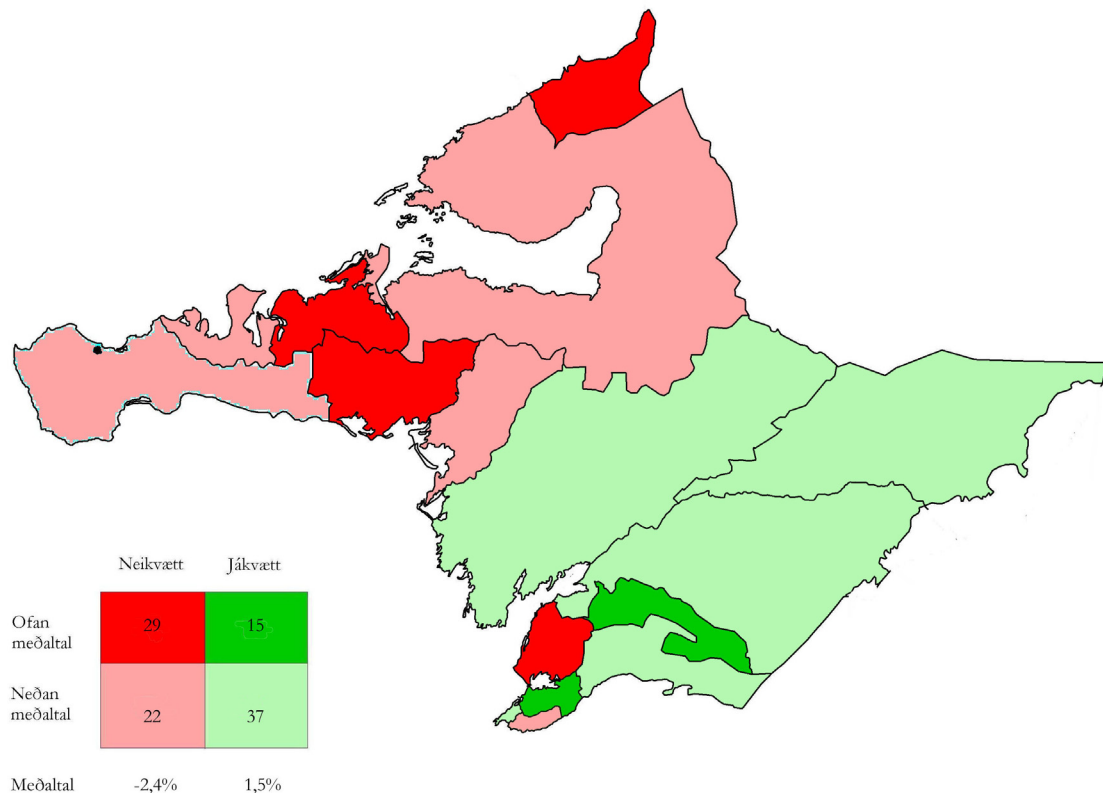 Neikvætt Jákvætt
Ofan
meðaltal
29 15
Neðan
meðaltal
22 37
Meðaltal -2,4% 1,5%